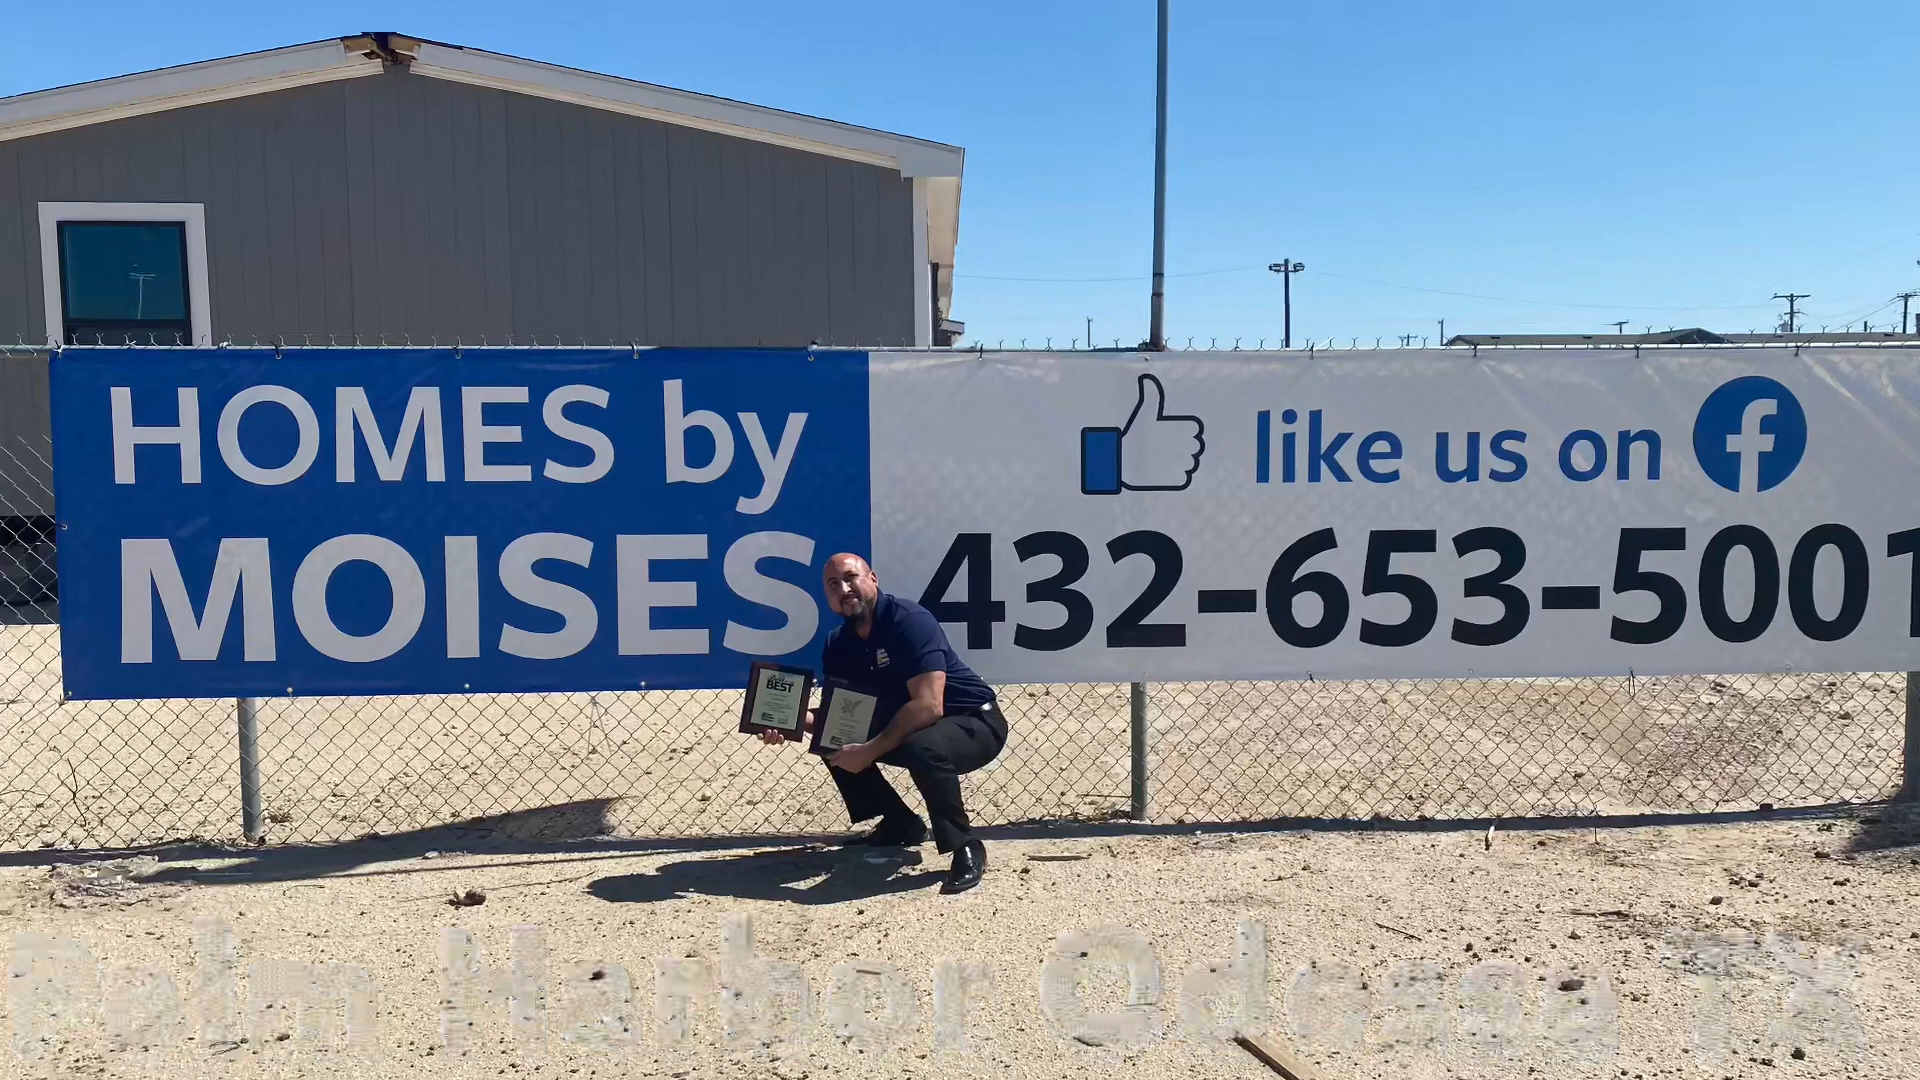 HOMES by
MOISES
like us on f
432-653-5001
BEST
Palm Harbor Odessa TX